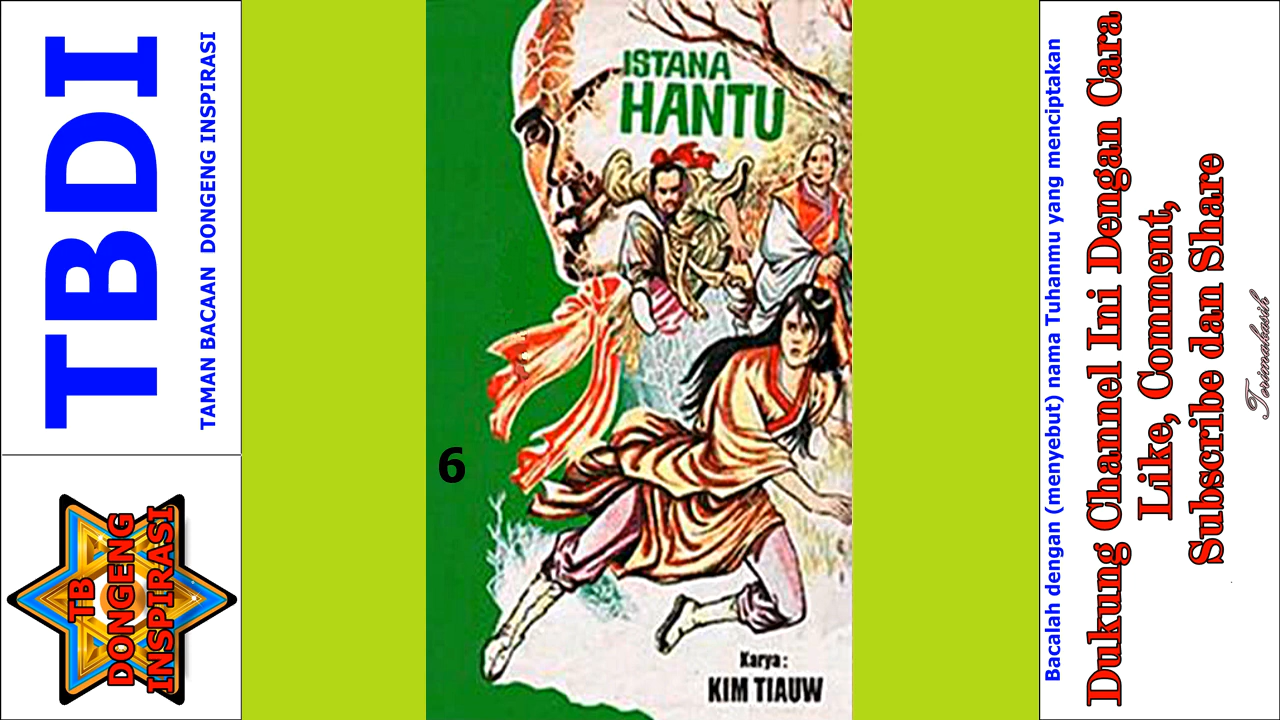 TBDI
TAMAN BACAAN DONGENG INSPIRASI
TB
DONGENG
INSPIRASI
ISTANA
HANTU
6
Karya :
KIM TIAUW
Bacalah dengan (menyebut) nama Tuhanmu yang menciptakan
Dukung Channel Ini Dengan Cara
Like, Comment,
Subscribe dan Share
Terimakasih